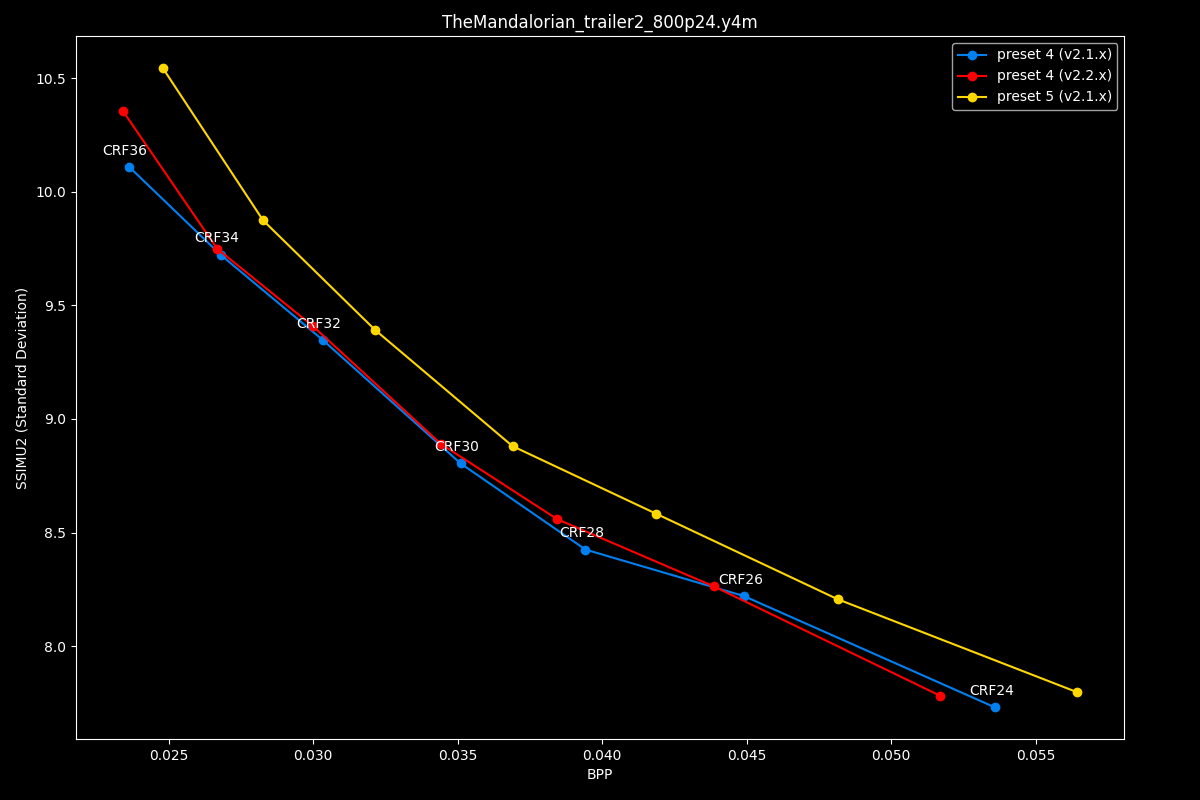 TheMandalorian_trailer2_800p24.y4m
preset 4 (v2.1.x)
preset 4 (v2.2.x)
preset 5 (v2.1.x)
10.5
10.0
9.5
9.0
8.5
8.0
SSIMU2 (Standard Deviation)
CRF36
CRF34
CRF32
CRF30
CRF28
CRF26
CRF24
0.025
0.030
0.035
0.040
0.045
0.050
0.055
BPP